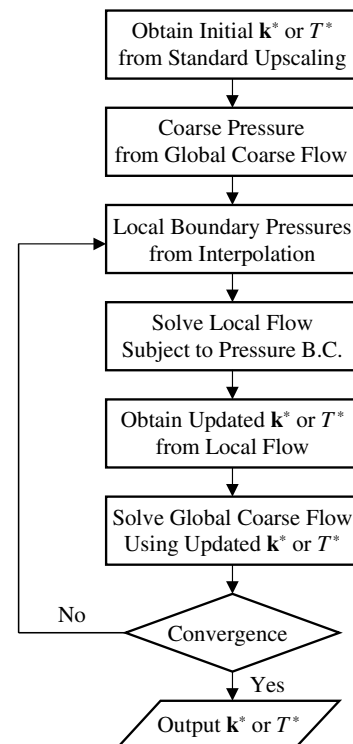 Obtain Initial k* or T*
from Standard Upscaling
Coarse Pressure
from Global Coarse Flow
Local Boundary Pressures
from Interpolation
Solve Local Flow
Subject to Pressure B.C.
Obtain Updated k* or T*
from Local Flow
Solve Global Coarse Flow
Using Updated k* or T*
No
Convergence
Yes
Output k* or T*